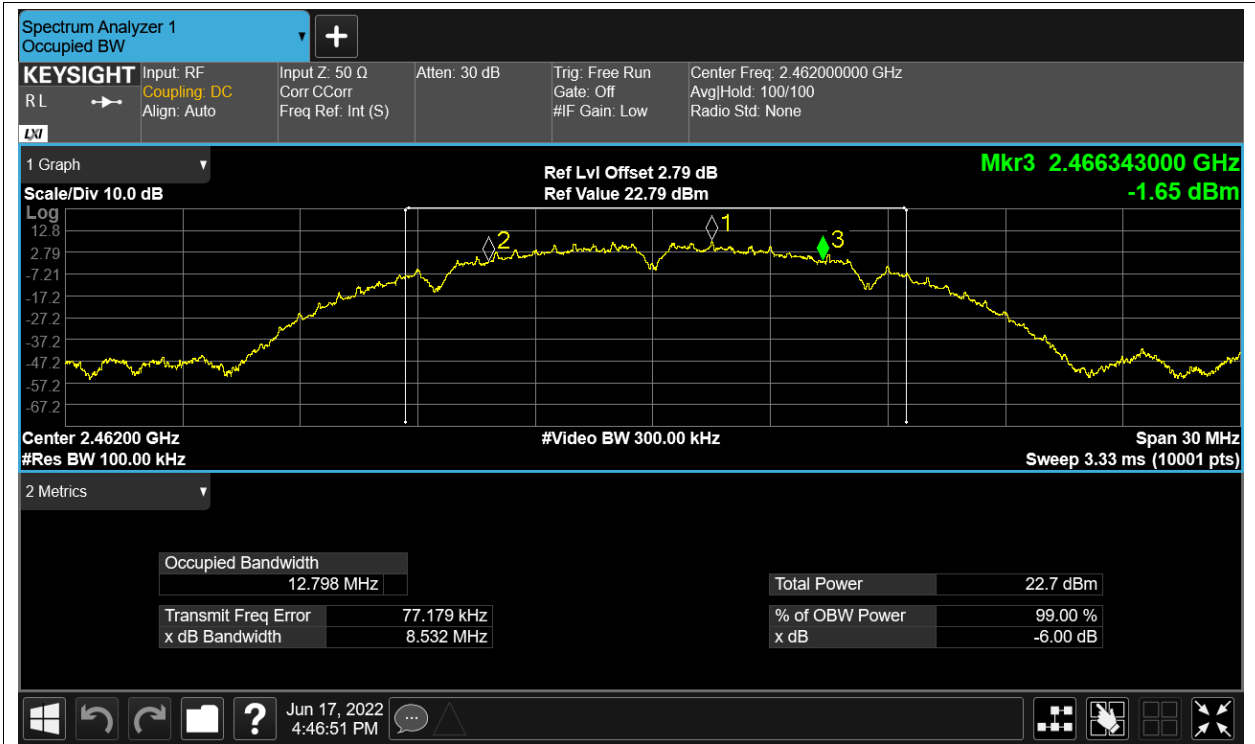 Spectrum Analyzer 1
Occupied BW
+
KEYSIGHT
R L
LXI
Input: RF
Coupling: DC
Align: Auto
Input Z: 50 Ω
Corr CCorr
Freq Ref: Int (S)
Atten: 30 dB
Trig: Free Run
Gate: Off
#IF Gain: Low
Center Freq: 2.462000000 GHz
Avg|Hold: 100/100
Radio Std: None
1 Graph
Scale/Div 10.0 dB
Ref Lvl Offset 2.79 dB
Ref Value 22.79 dBm
Mkr3 2.466343000 GHz
-1.65 dBm
Log
12.8
2.79
-7.21
-17.2
-27.2
-37.2
-47.2
-57.2
-67.2
2
1
3
Center 2.46200 GHz
#Res BW 100.00 kHz
#Video BW 300.00 kHz
Span 30 MHz
Sweep 3.33 ms (10001 pts)
2 Metrics
Occupied Bandwidth
12.798 MHz
Transmit Freq Error 77.179 kHz
x dB Bandwidth 8.532 MHz
Total Power 22.7 dBm
% of OBW Power 99.00 %
x dB -6.00 dB
?
Jun 17, 2022
4:46:51 PM